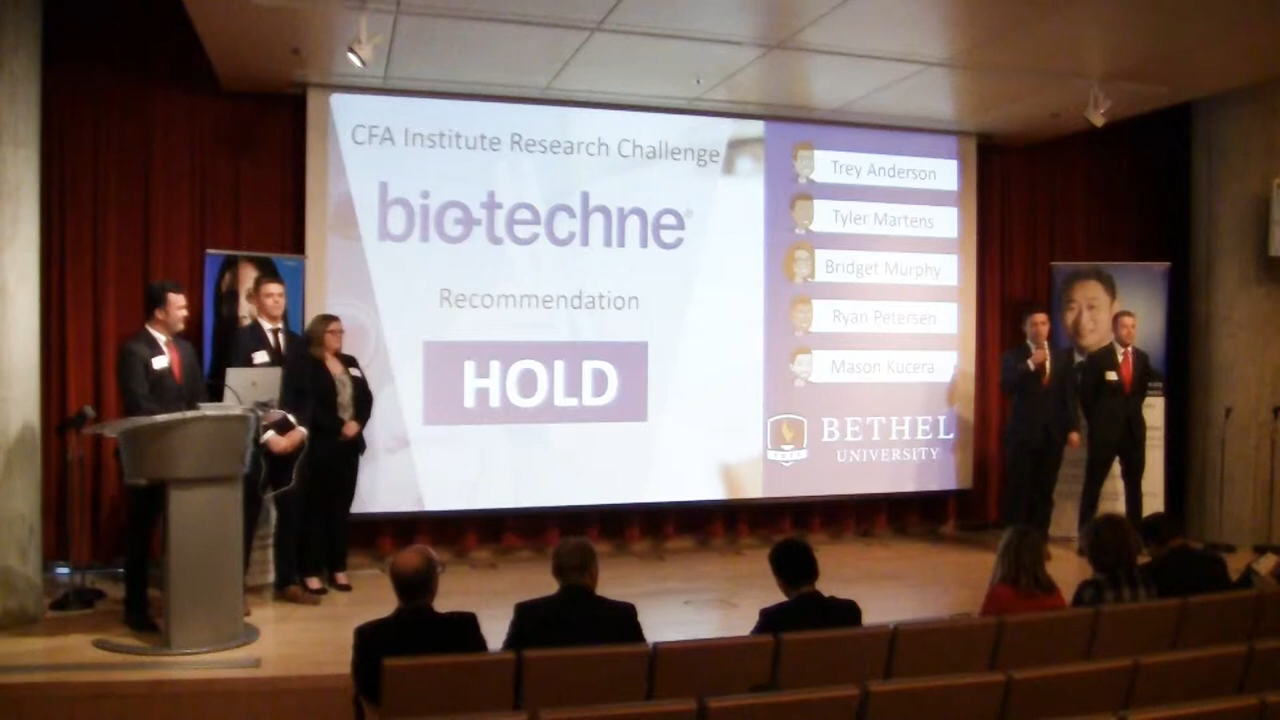 CFA Institute Research Challenge
bio-techne
Recommendation
HOLD
Trey Anderson
Tyler Martens
Bridget Murphy
Ryan Petersen
Mason Kucera
BETHEL
UNIVERSITY